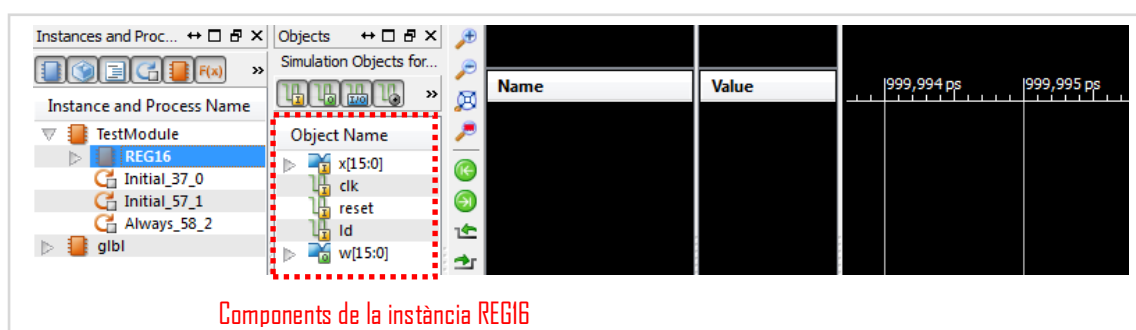 Instances and Proc...
Objects
Simulation Objects for...
F(x)
»
»
Name
Value
999,994 ps
999,995 ps
Instance and Process Name
Object Name
TestModule
REG16
Initial_37_0
Initial_57_1
Always_58_2
glbl
x[15:0]
clk
reset
ld
w[15:0]
Components de la instància REG16